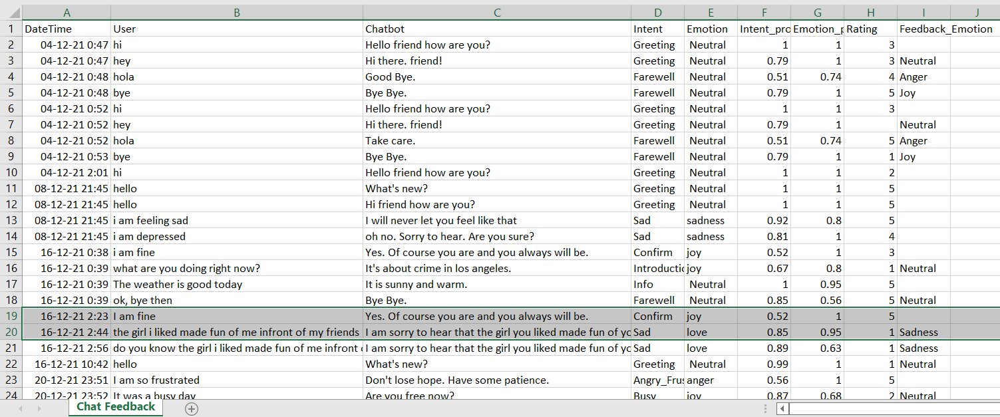 A B C D E F G H I J
1 DateTime User Chatbot Intent Emotion Intent_pro Emotion_p Rating Feedback_Emotion
2 04-12-21 0:47 hi Hello friend how are you? Greeting Neutral 1 1 3
3 04-12-21 0:47 hey Hi there. friend! Greeting Neutral 0.79 1 3 Neutral
4 04-12-21 0:48 hola Good Bye. Farewell Neutral 0.51 0.74 4 Anger
5 04-12-21 0:48 bye Bye Bye. Farewell Neutral 0.79 1 5 Joy
6 04-12-21 0:52 hi Hello friend how are you? Greeting Neutral 1 1 3
7 04-12-21 0:52 hey Hi there. friend! Greeting Neutral 0.79 1 Neutral
8 04-12-21 0:52 hola Take care. Farewell Neutral 0.51 0.74 5 Anger
9 04-12-21 0:53 bye Bye Bye. Farewell Neutral 0.79 1 1 Joy
10 04-12-21 2:01 hi Hello friend how are you? Greeting Neutral 1 1 2
11 08-12-21 21:45 hello What's new? Greeting Neutral 1 1 5
12 08-12-21 21:45 hello Hi friend how are you? Greeting Neutral 1 1 5
13 08-12-21 21:45 i am feeling sad I will never let you feel like that Sad sadness 0.92 0.8 5
14 08-12-21 21:45 i am depressed oh no. Sorry to hear. Are you sure? Sad sadness 0.81 1 4
15 16-12-21 0:38 i am fine Yes. Of course you are and you always will be. Confirm joy 0.52 1 3
16 16-12-21 0:39 what are you doing right now? It's about crime in los angeles. Introductic joy 0.67 0.8 1 Neutral
17 16-12-21 0:39 The weather is good today It is sunny and warm. Info Neutral 1 0.95 5
18 16-12-21 0:39 ok, bye then Bye Bye. Farewell Neutral 0.85 0.56 5 Neutral
19 16-12-21 2:23 I am fine Yes. Of course you are and you always will be. Confirm joy 0.52 1 5
20 16-12-21 2:44 the girl i liked made fun of me infront of my friends I am sorry to hear that the girl you liked made fun of yo Sad love 0.85 0.95 1 Sadness
21 16-12-21 2:56 do you know the girl i liked made fun of me infront I am sorry to hear that the girl you liked made fun of yo Sad love 0.89 0.63 1 Sadness
22 16-12-21 10:42 hello What's new? Greeting Neutral 0.99 1 1 Neutral
23 20-12-21 23:51 I am so frustrated Don't lose hope. Have some patience. Angry_Frus anger 0.56 1 5
24 20-12-21 23:52 It was a busy day Are you free now? Busy joy 0.87 0.68 2 Neutral
Chat Feedback